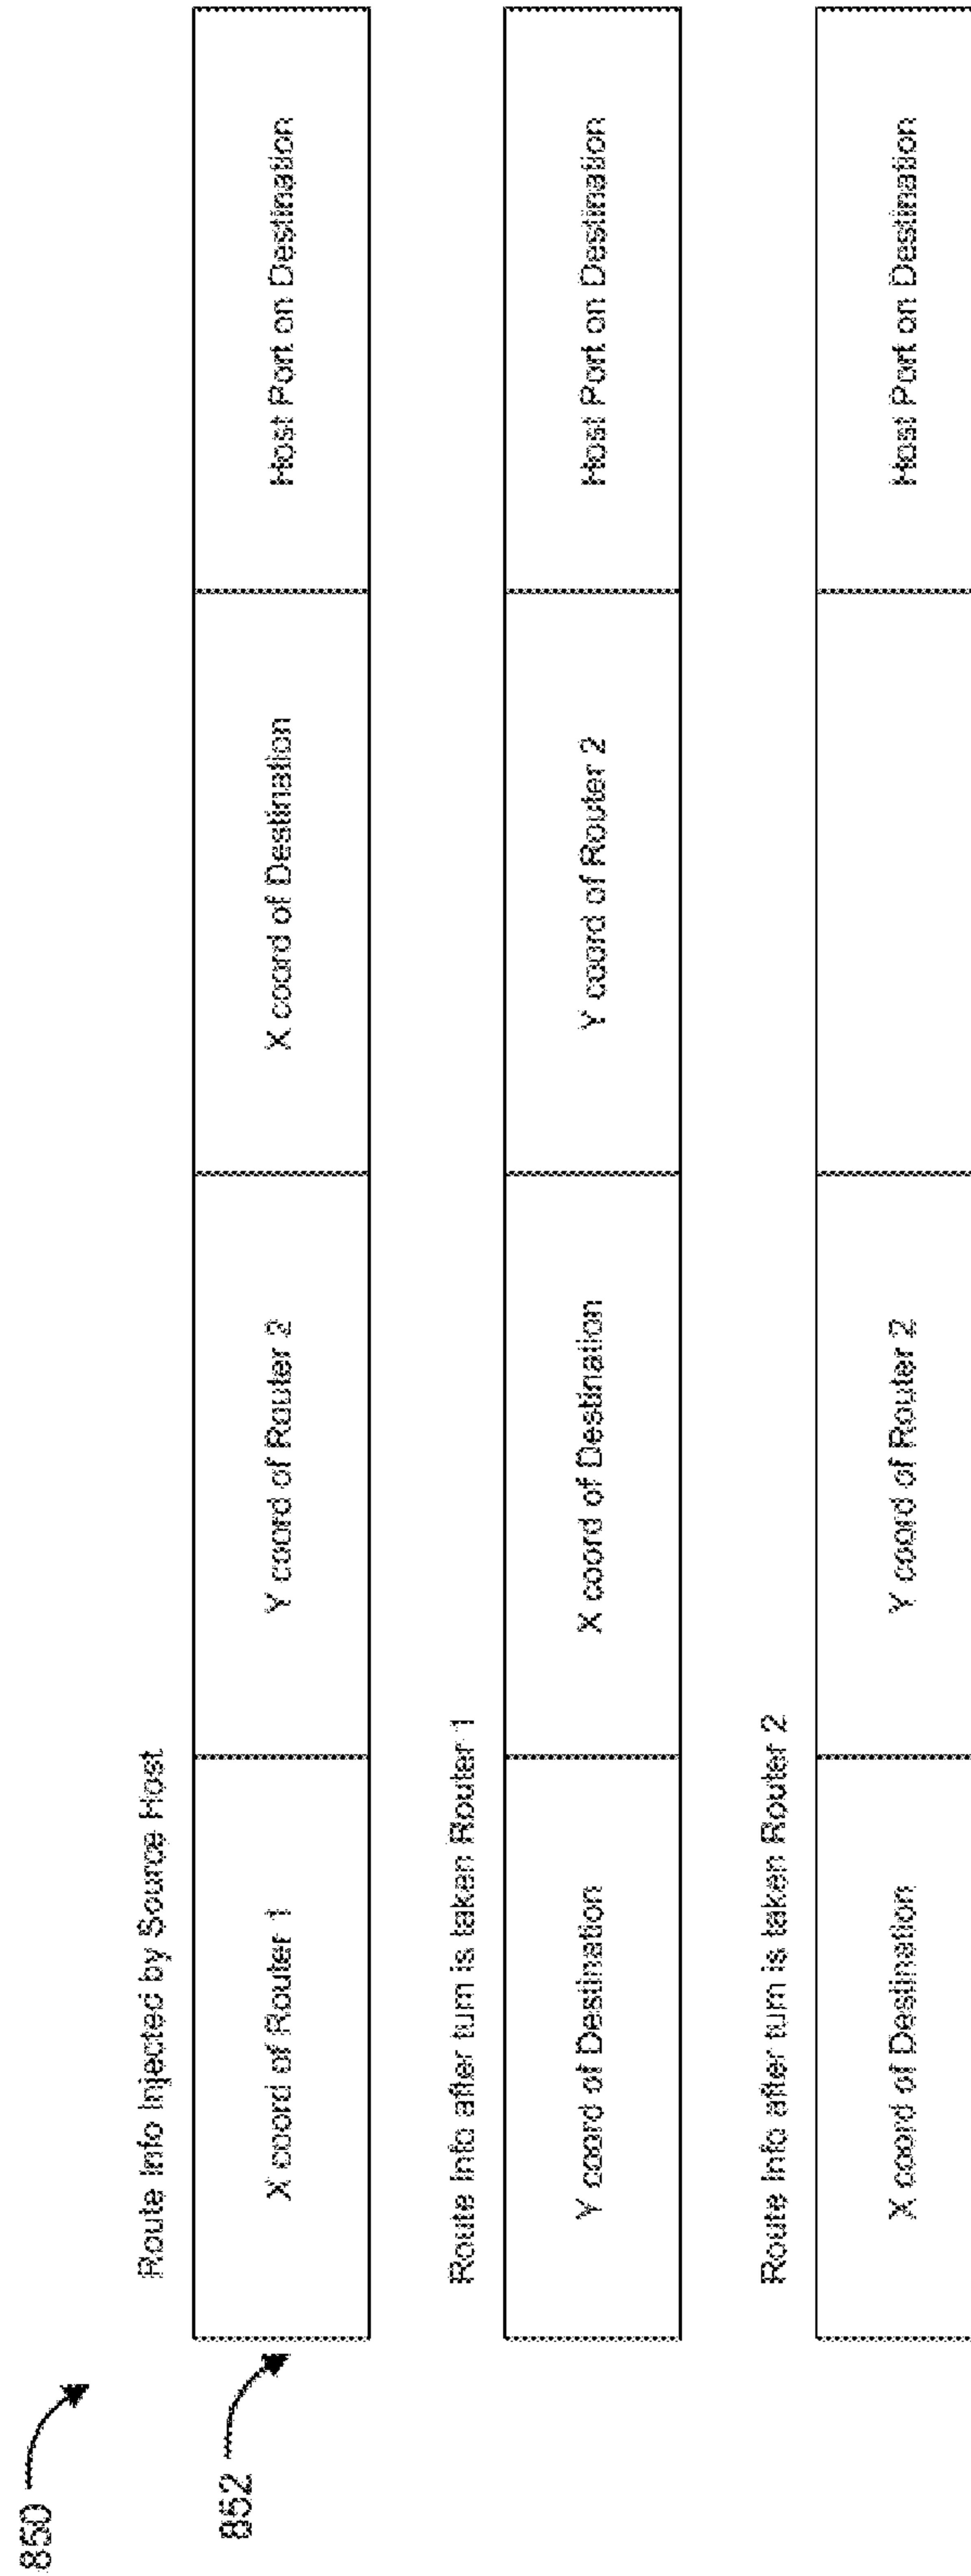 850
852
Route Info Injected by Source Host
X coord of Router 1
Y coord of Router 2
X coord of Destination
Host Port on Destination
Route Info after turn is taken Router 1
Y coord of Destination
X coord of Destination
Y coord of Router 2
Host Port on Destination
Route Info after turn is taken Router 2
X coord of Destination
Y coord of Router 2
Host Port on Destination